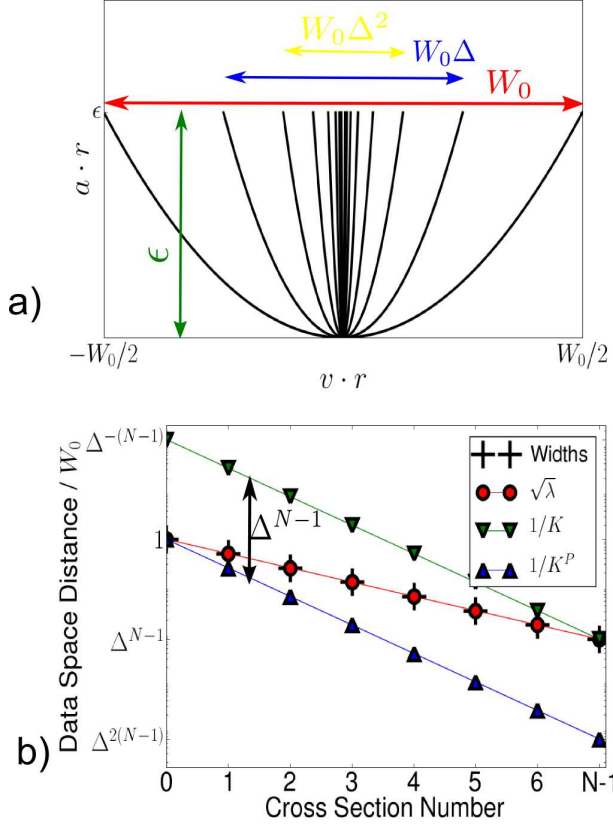 W₀Δ²
W₀Δ
W₀
ϵ
a · r
ϵ
a)
−W₀/2
W₀/2
v · r
b)
Data Space Distance / W₀
Δ^{−(N−1)}
1
Δ^{N−1}
Δ^{2(N−1)}
Δ^{N−1}
Widths
√λ
1/K
1/K^P
0 1 2 3 4 5 6 N-1
Cross Section Number